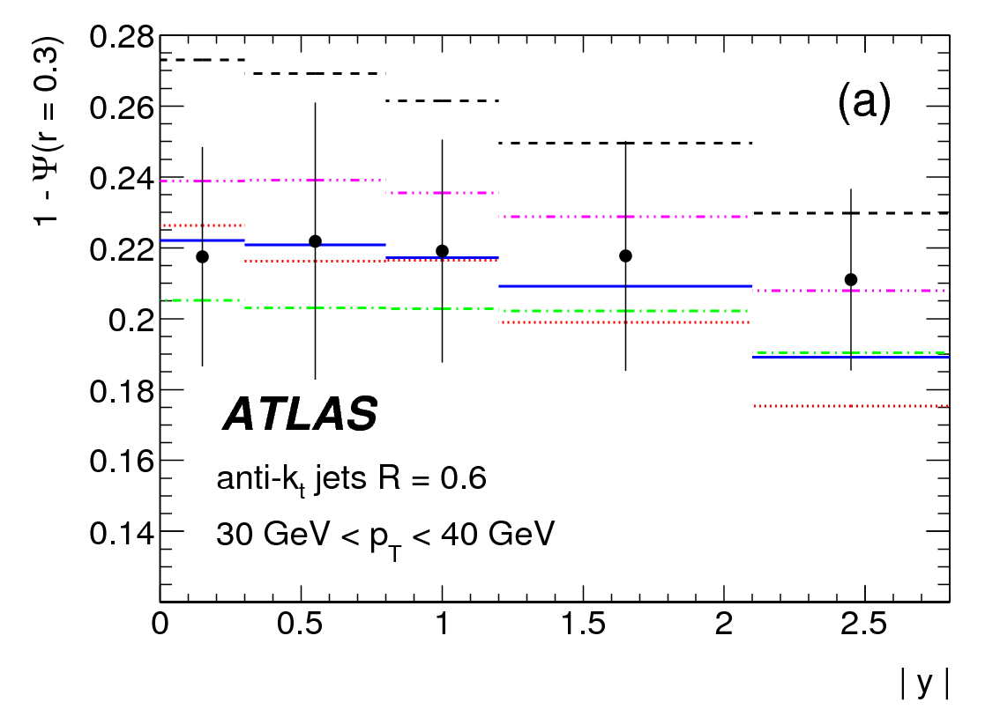 1 - Ψ(r = 0.3)
0.28
0.26
0.24
0.22
0.2
0.18
0.16
0.14
(a)
ATLAS
anti-kt jets R = 0.6
30 GeV < pT < 40 GeV
0 0.5 1 1.5 2 2.5
| y |